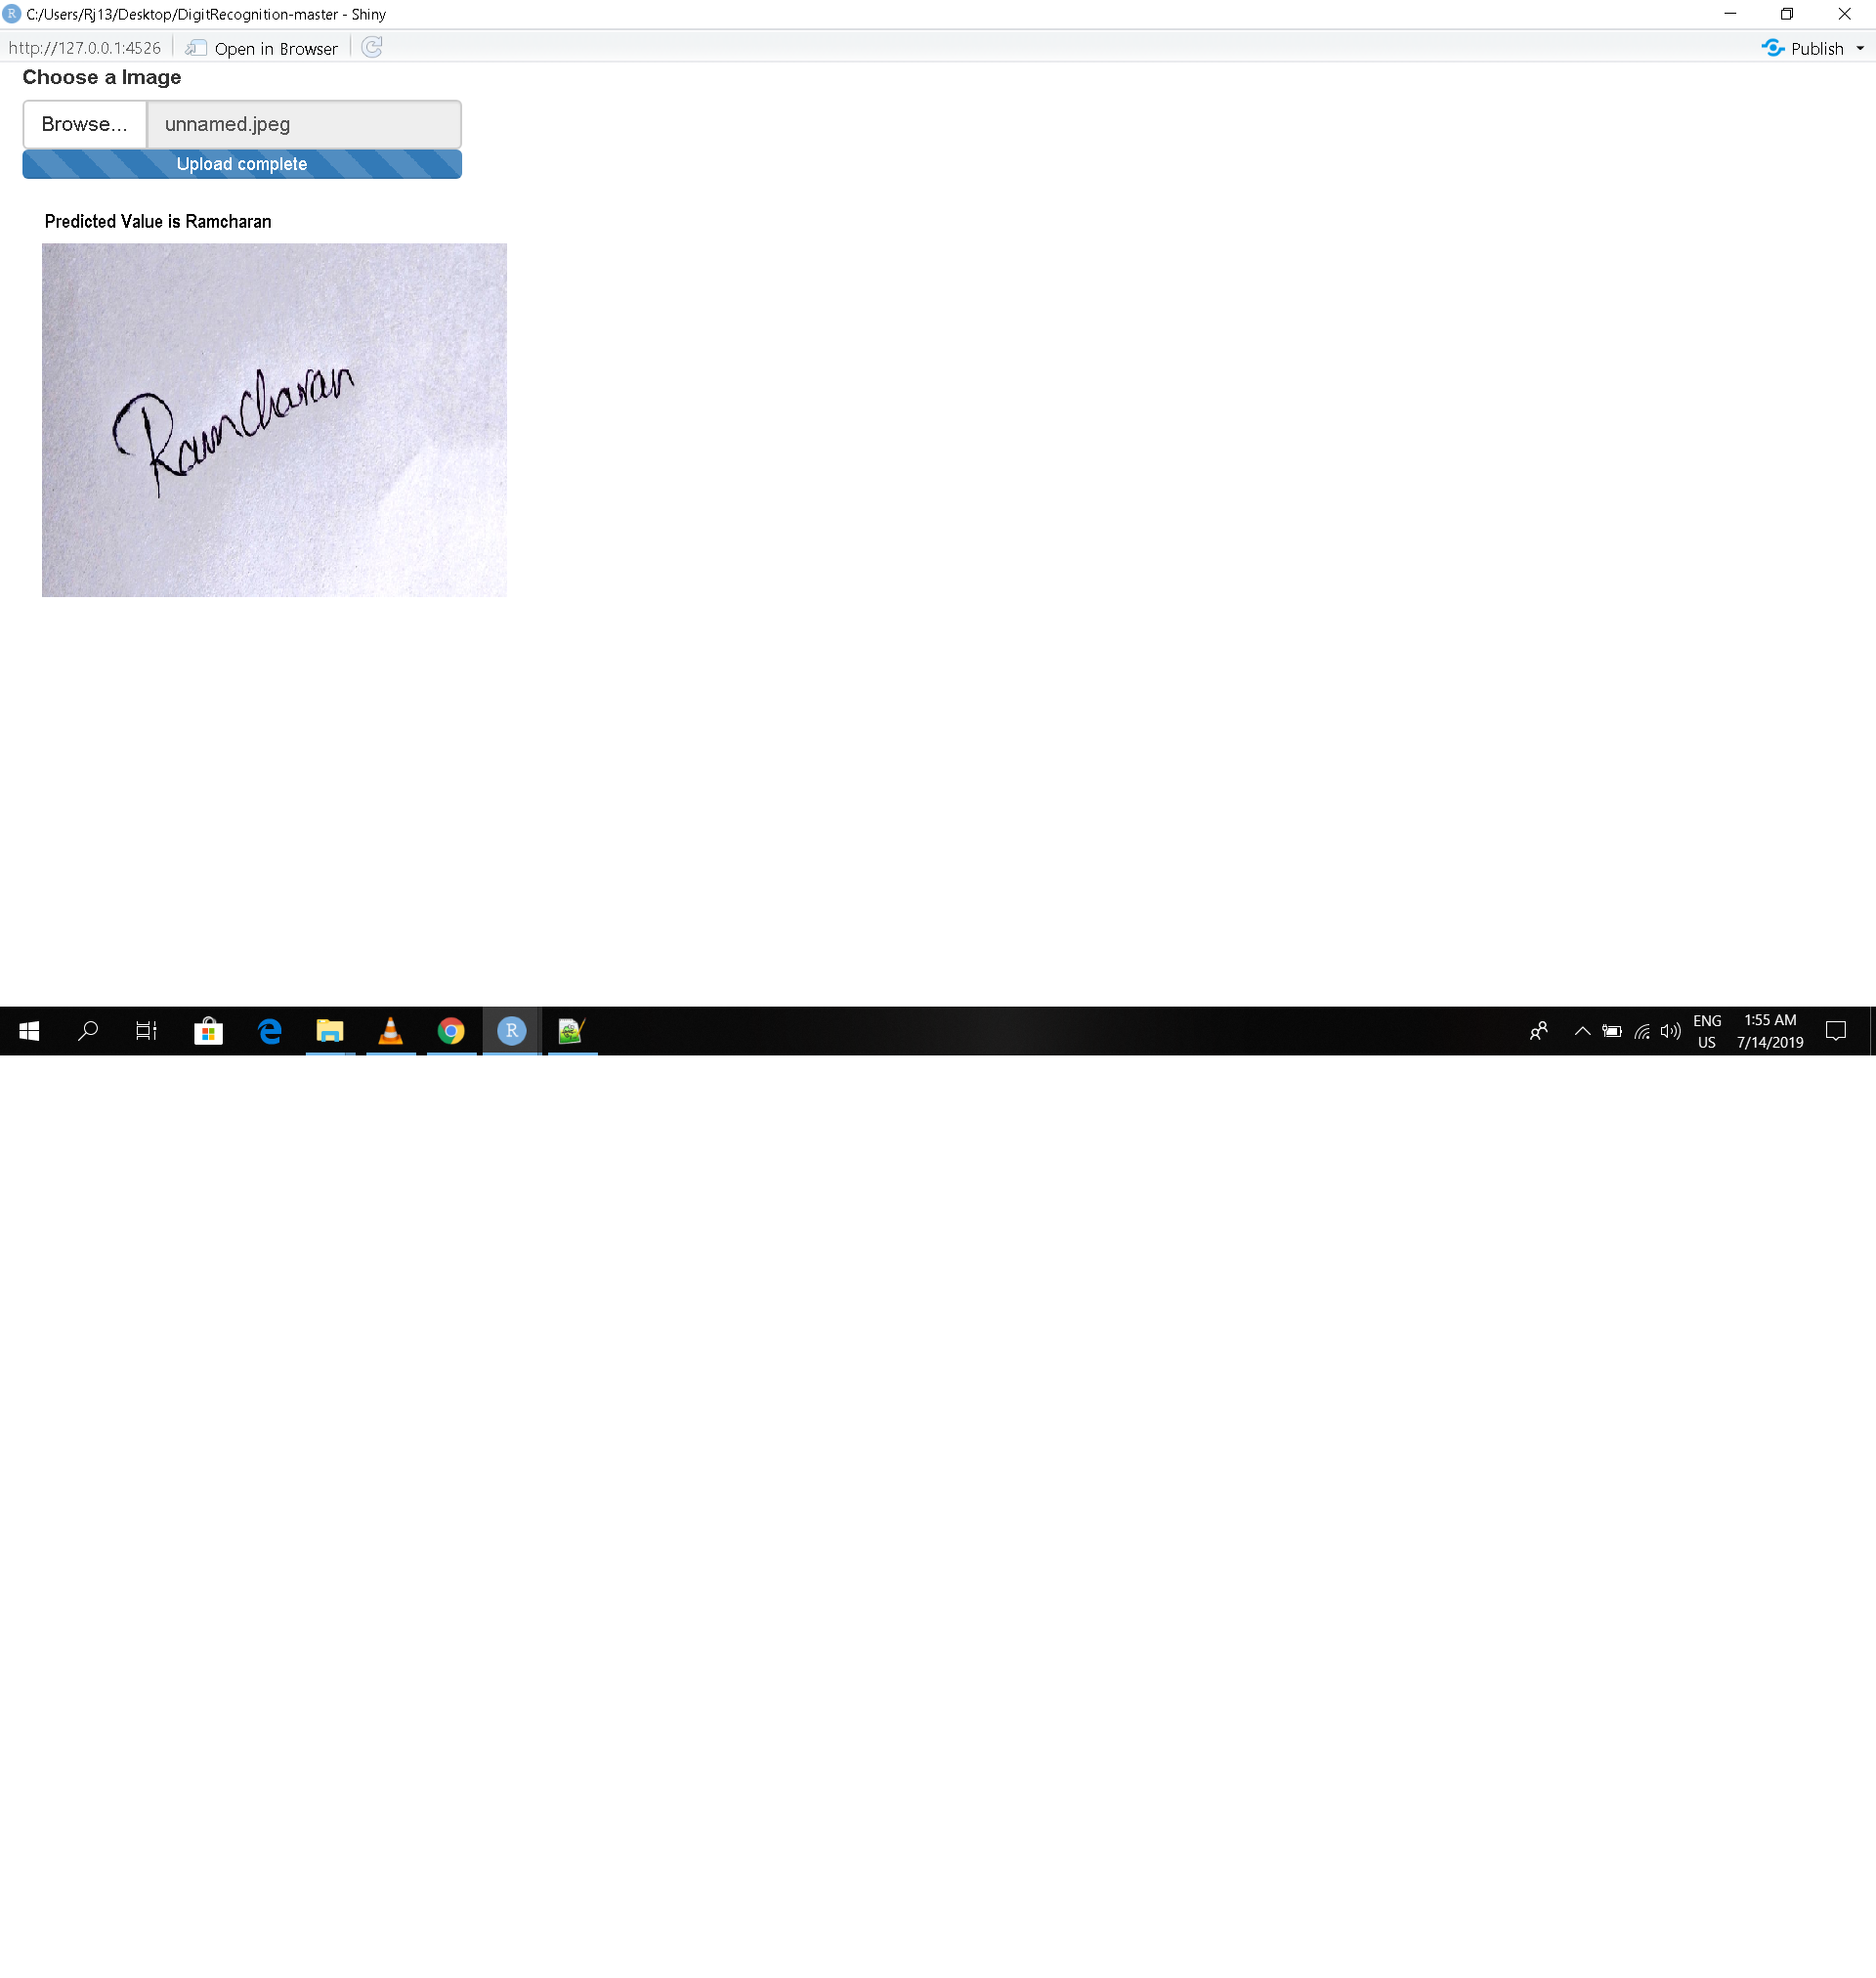 C:/Users/Rj13/Desktop/DigitRecognition-master - Shiny
http://127.0.0.1:4526 Open in Browser Publish
Choose a Image
Browse... unnamed.jpeg
Upload complete
Predicted Value is Ramcharan
Ramcharan
ENG 1:55 AM
US 7/14/2019